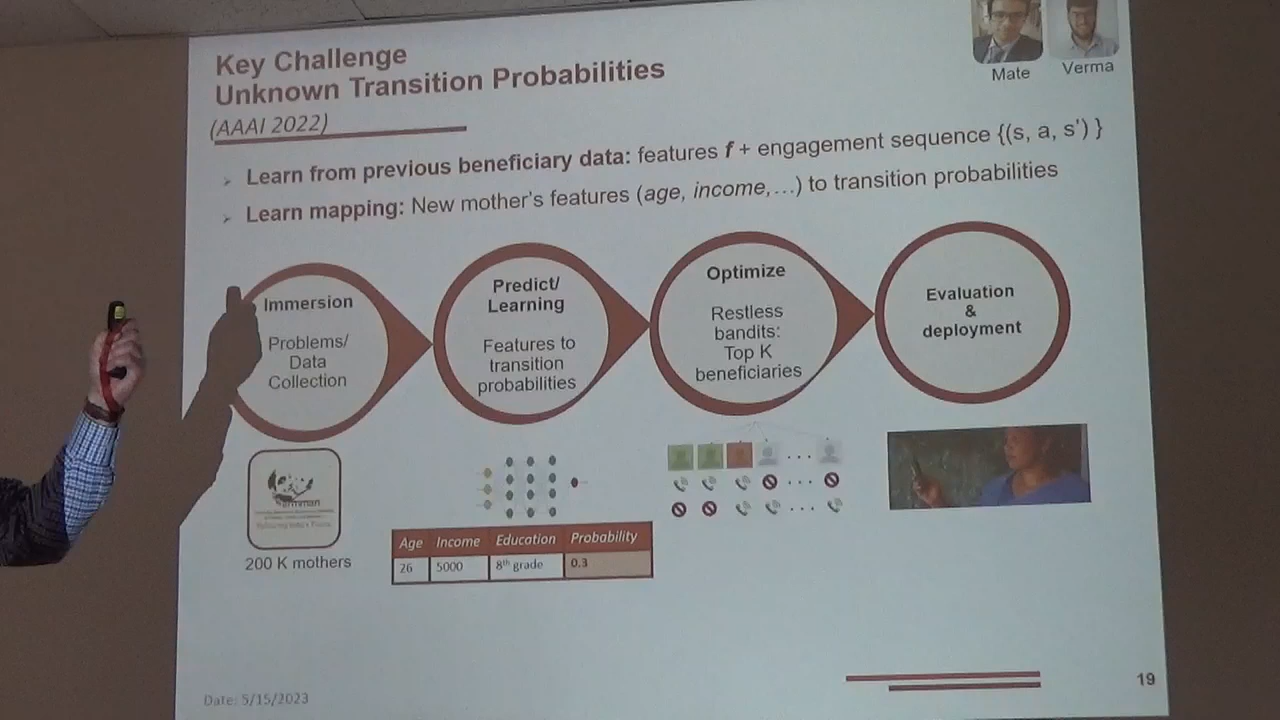 Key Challenge
Unknown Transition Probabilities
(AAAI 2022)
Mate
Verma
Learn from previous beneficiary data: features f + engagement sequence {(s, a, s') }
Learn mapping: New mother's features (age, income,…) to transition probabilities
Immersion
Problems/
Data
Collection
Predict/
Learning
Features to
transition
probabilities
Optimize
Restless
bandits:
Top K
beneficiaries
Evaluation
&
deployment
200 K mothers
Age Income Education Probability
26 5000 8th grade 0.3
Date: 5/15/2023
19